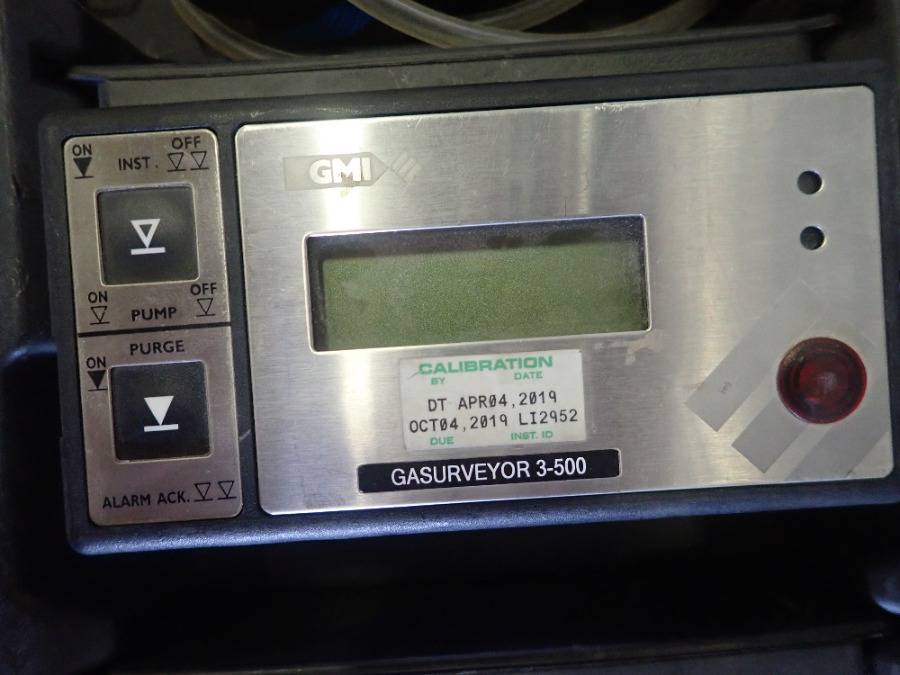 ON
INST.
OFF
ON
PUMP
OFF
PURGE
ON
ALARM ACK.
GMI
CALIBRATION
BY DATE
DT APR04,2019
OCT04,2019 LI2952
DUE INST. ID
GASURVEYOR 3-500